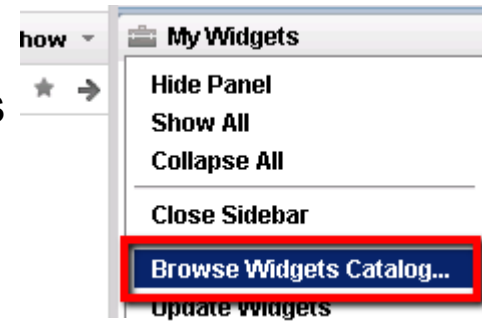 how
My Widgets
s
Hide Panel
Show All
Collapse All
Close Sidebar
Browse Widgets Catalog...
Update Widgets